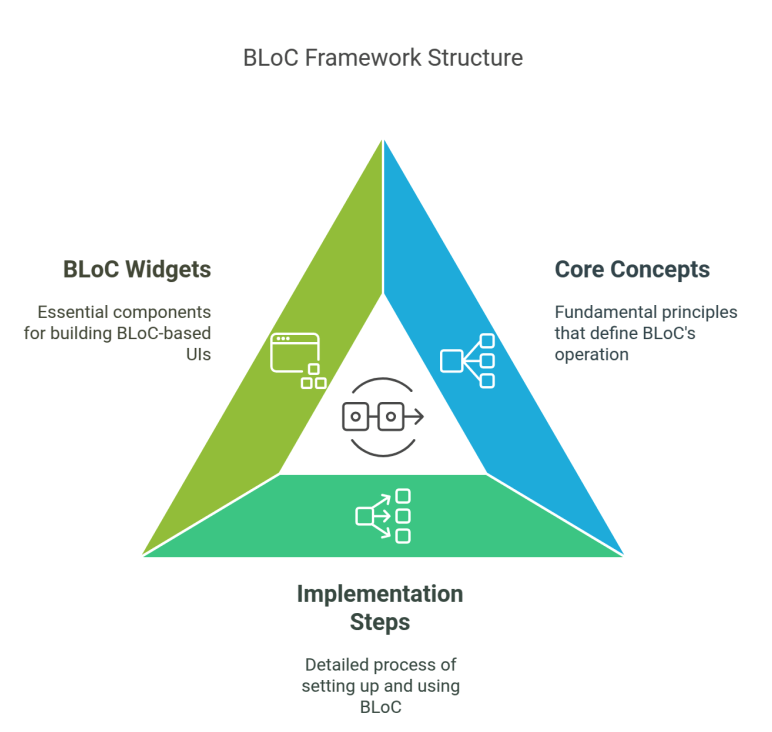 BLoC Framework Structure
BLoC Widgets
Essential components
for building BLoC-based
UIs
Core Concepts
Fundamental principles
that define BLoC's
operation
Implementation
Steps
Detailed process of
setting up and using
BLoC